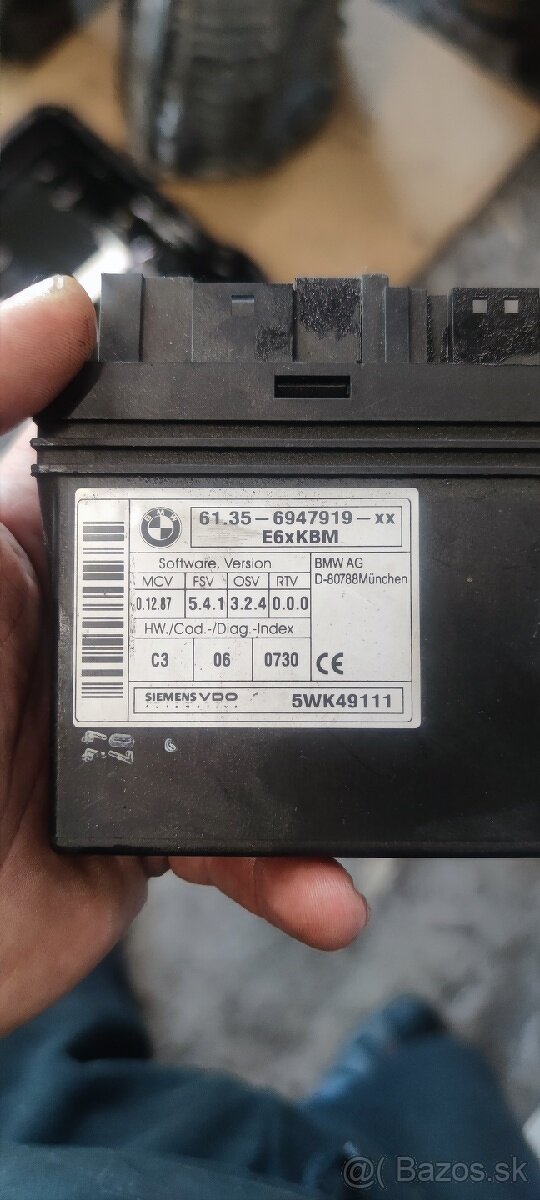 BMW
61.35-6947919-xx
E6xKBM
Software. Version
MCV FSV OSV RTV
0.12.87 5.4.1 3.2.4 0.0.0
HW./Cod.-/Diag.-Index
C3 06 0730
BMW AG
D-80788München
CE
SIEMENS VDO 5WK49111
@ Bazos.sk